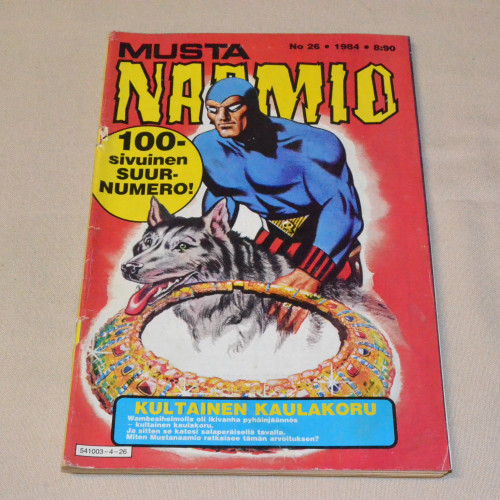 MUSTA
No 26 • 1984 • 8:90
NAAMIO
100-
sivuinen
SUUR-
NUMERO!
KULTAINEN KAULAKORU
Wambesiheimolla oli ikivanha pyhäinjäännös
– kultainen kaulakoru.
Ja sitten se katosi salaperäisellä tavalla.
Miten Mustanaamio ratkaisee tämän arvoituksen?
541003-4-26